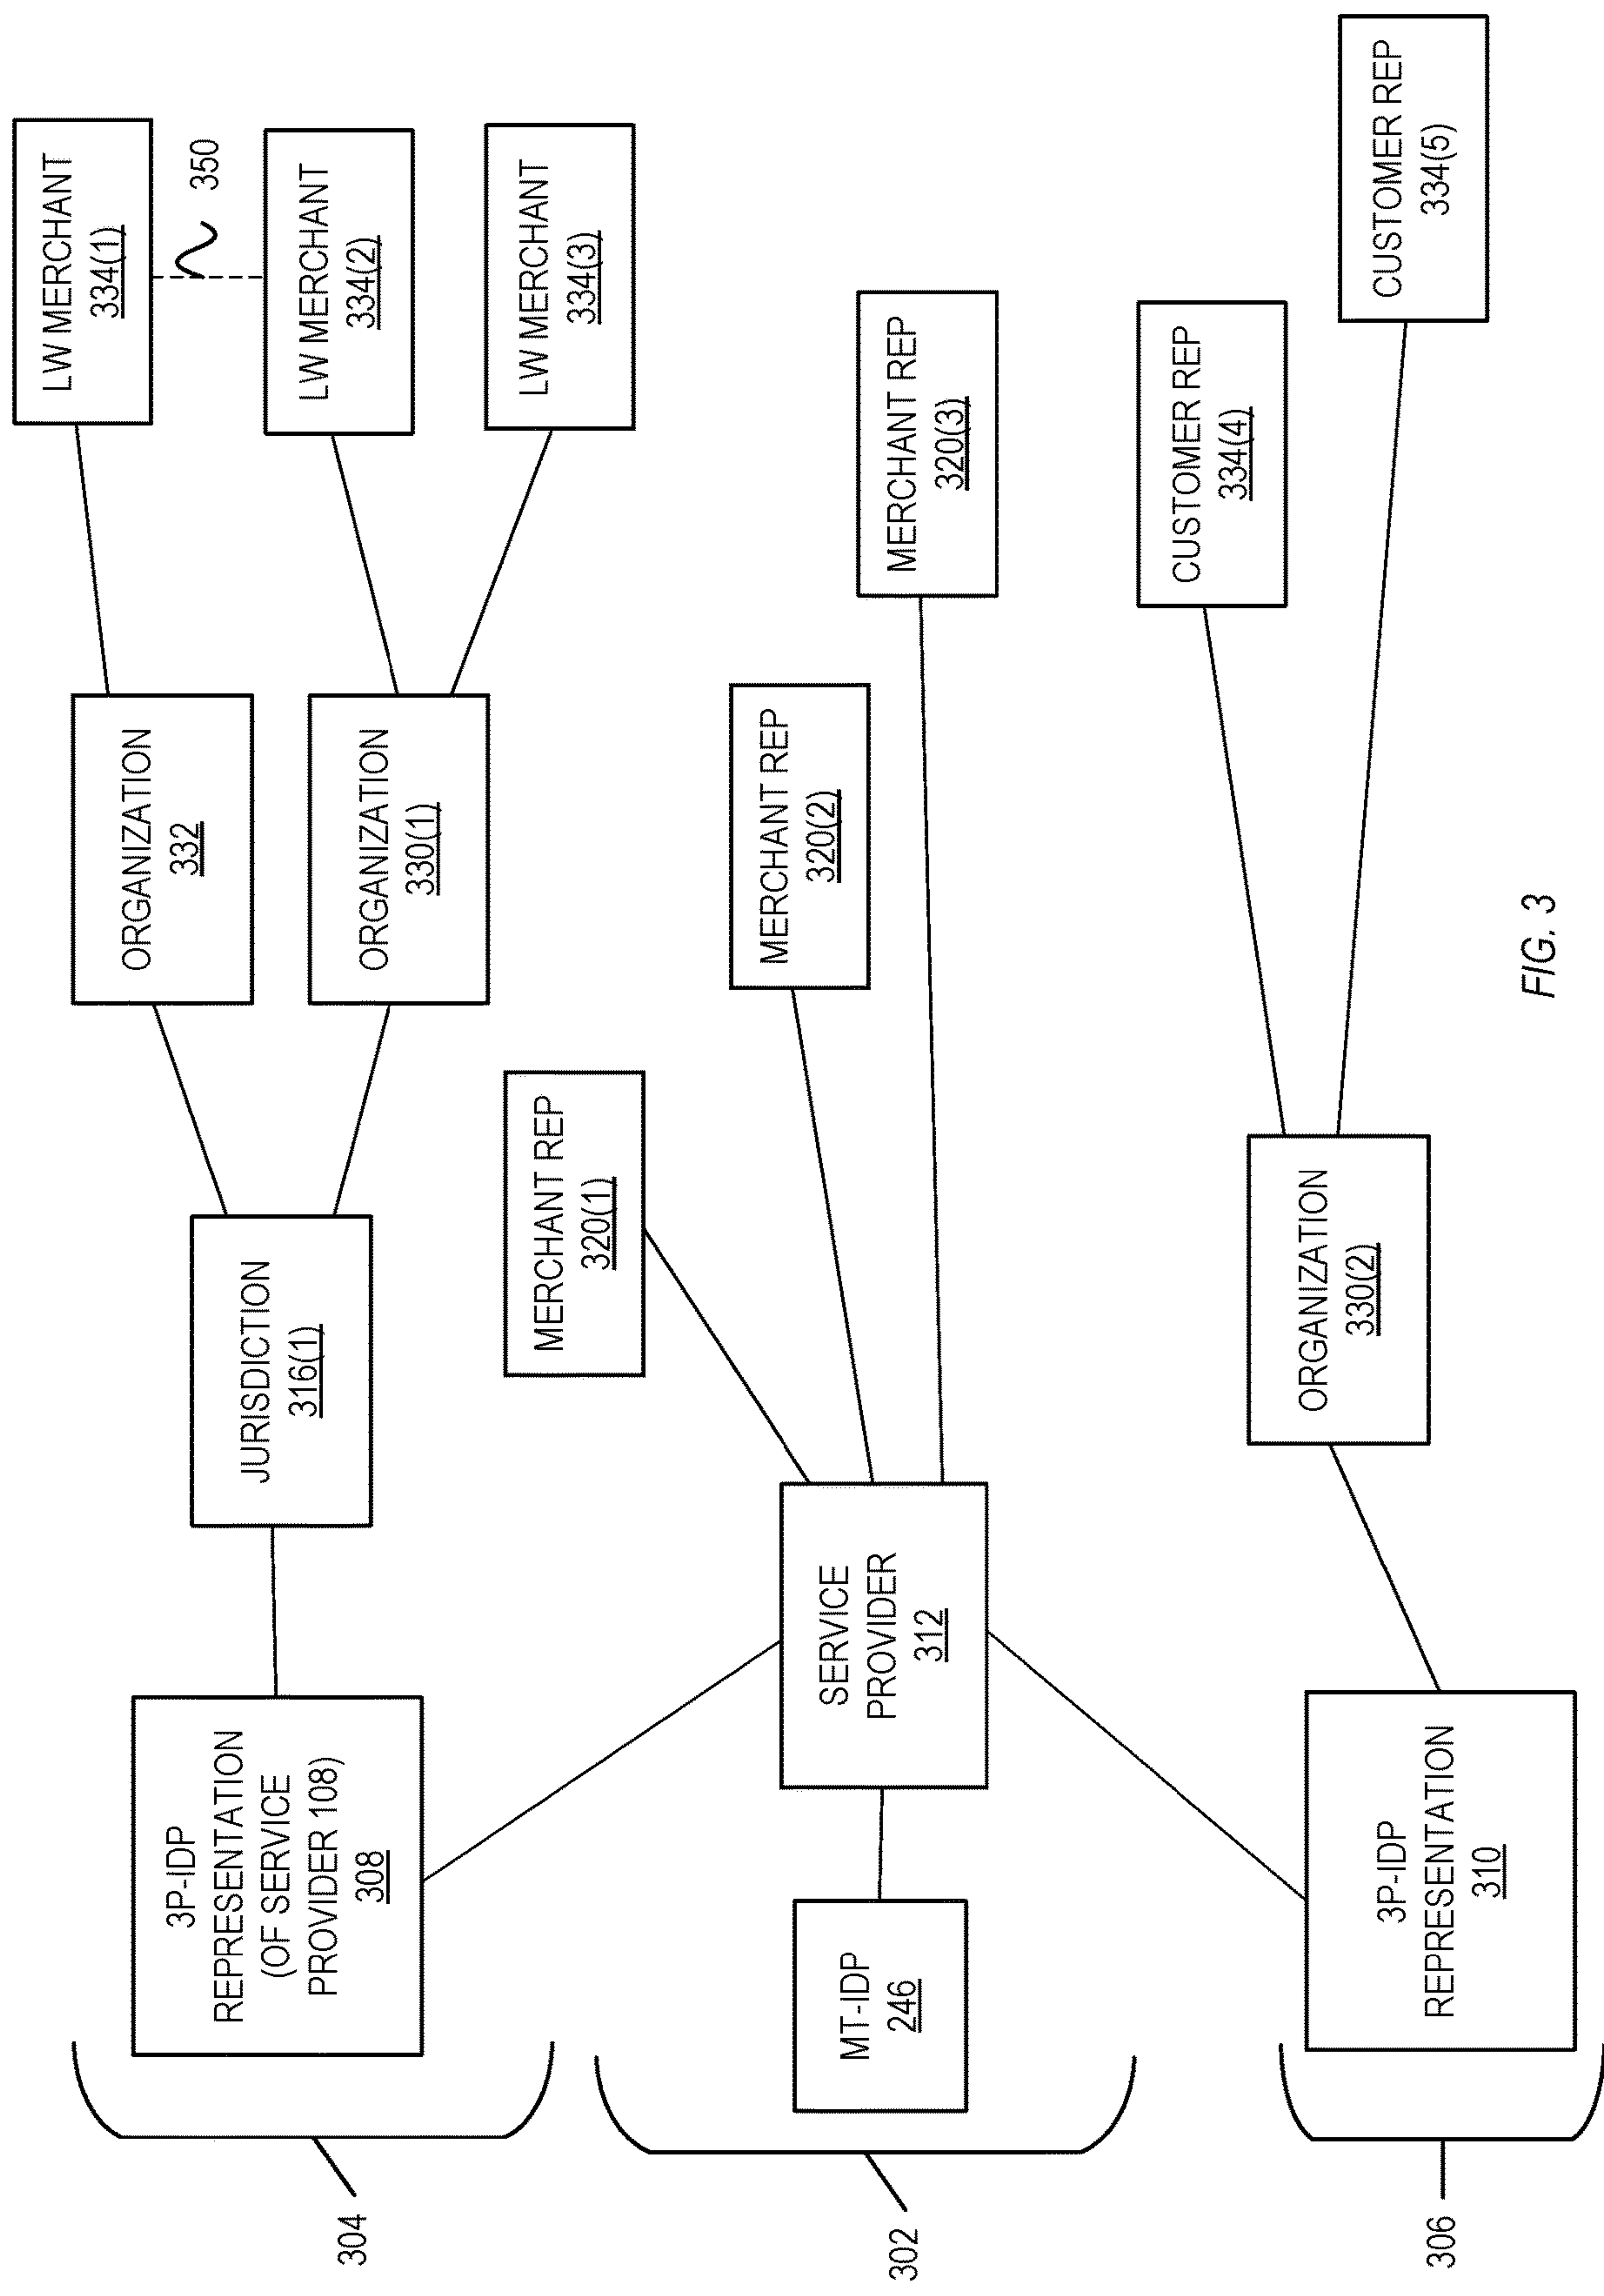 304
3P-IDP
REPRESENTATION
(OF SERVICE
PROVIDER 108)
308
JURISDICTION
316(1)
ORGANIZATION
332
ORGANIZATION
330(1)
LW MERCHANT
334(1)
350
LW MERCHANT
334(2)
LW MERCHANT
334(3)
302
MT-IDP
246
SERVICE
PROVIDER
312
MERCHANT REP
320(1)
MERCHANT REP
320(2)
MERCHANT REP
320(3)
306
3P-IDP
REPRESENTATION
310
ORGANIZATION
330(2)
CUSTOMER REP
334(4)
CUSTOMER REP
334(5)
FIG. 3